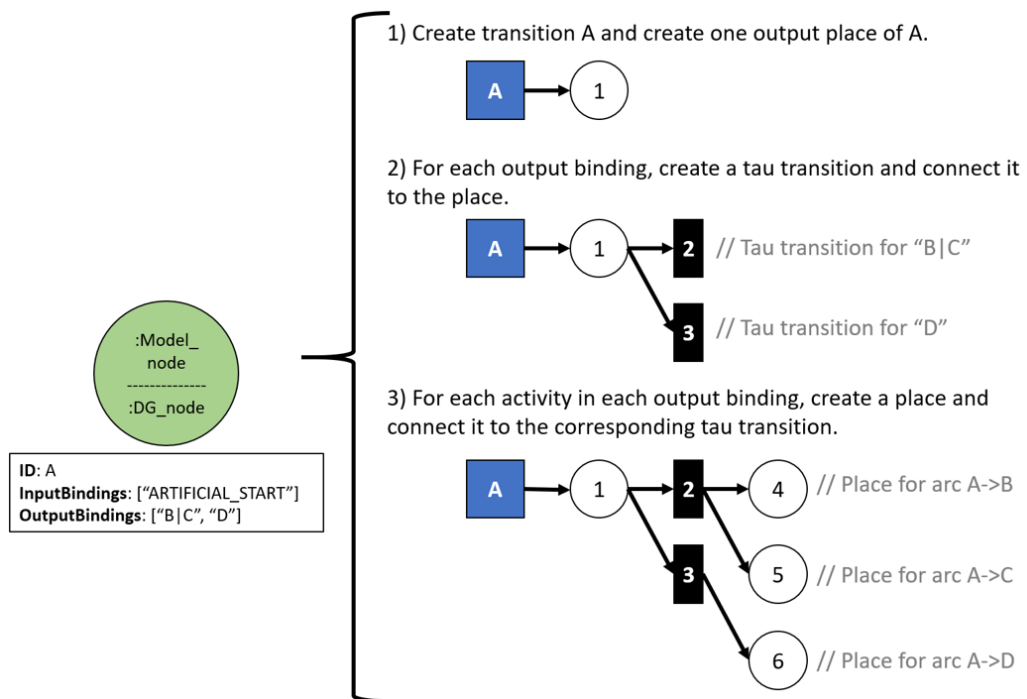 :Model_
node
--------------
:DG_node
ID: A
InputBindings: ["ARTIFICIAL_START"]
OutputBindings: ["B|C", "D"]
1) Create transition A and create one output place of A.
A
1
2) For each output binding, create a tau transition and connect it
to the place.
A
1
2
// Tau transition for “B|C”
3
// Tau transition for “D”
3) For each activity in each output binding, create a place and
connect it to the corresponding tau transition.
A
1
2
4
// Place for arc A->B
3
5
// Place for arc A->C
6
// Place for arc A->D